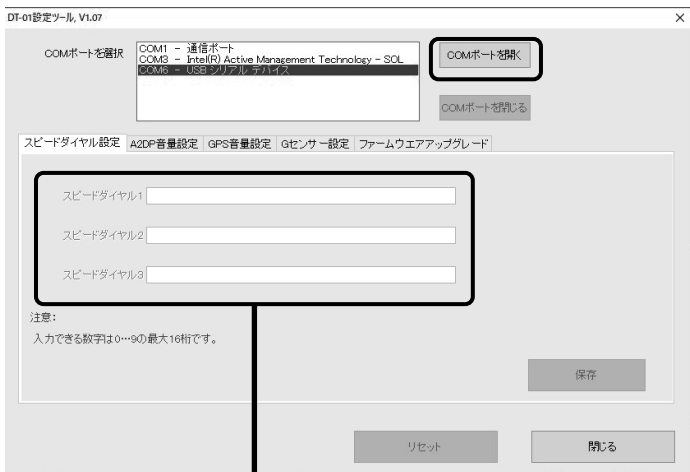 DT-01設定ツール, V1.07
COMポートを選択
COM1 - 通信ポート
COM3 - Intel(R) Active Management Technology - SOL
COM6 - USB シリアル デバイス
COMポートを開く
COMポートを閉じる
スピードダイヤル設定 A2DP音量設定 GPS音量設定 Gセンサー設定 ファームウエアアップグレード
スピードダイヤル1
スピードダイヤル2
スピードダイヤル3
注意:
入力できる数字は0…9の最大16桁です。
保存
リセット 閉じる